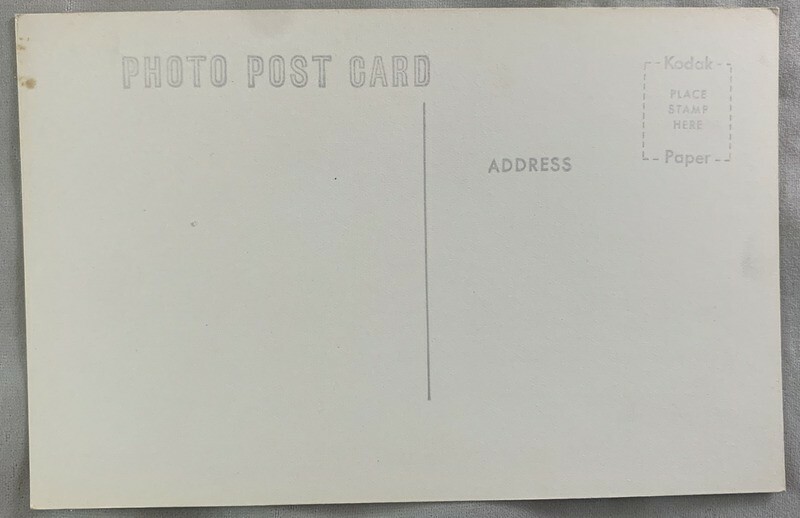 PHOTO POST CARD
Kodak
PLACE
STAMP
HERE
Paper
ADDRESS